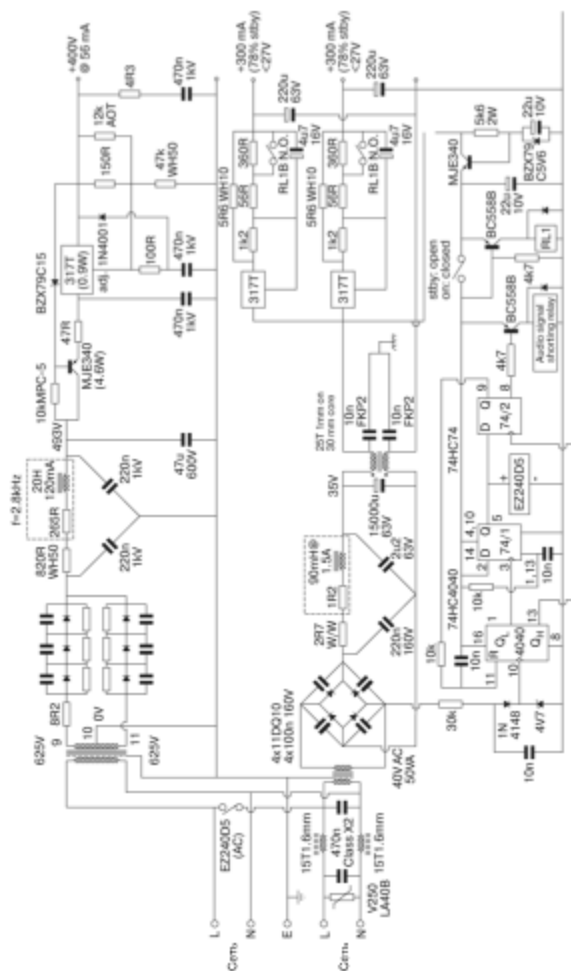 +400V
@ 56 mA
12k
AOT
4R3
470n
1kV
150R
47k
WH50
BZX79C15
317T
(0.9W)
adj.
1N4001
100R
470n
1kV
10kMPC-5
47R
MJE340
(4.6W)
470n
1kV
493V
f=2.8kHz
20H
120mA
265R
820R
WH50
220n
1kV
220n
1kV
47u
600V
8R2
625V
9
10
0V
11
625V
EZ240D5
(AC)
L
N
E
L
N
Сеть
Сеть
15T1.6mm
470n
Class X2
15T1.6mm
V250
LA40B
+300 mA
(78% stby)
<27V
220u
63V
5R6 WH10
360R
56R
RL1B N.O.
4u7
16V
1k2
317T
+300 mA
(78% stby)
<27V
220u
63V
5R6 WH10
360R
56R
RL1B N.O.
4u7
16V
1k2
317T
25T 1mm on
30 mm core
10n
FKP2
10n
FKP2
35V
15000u
63V
90mH@
1.5A
1R2
2R7
W/W
2u2
63V
220n
160V
4x11DQ10
4x100n 160V
40V AC
50VA
MJE340
5k6
2W
22u
10V
BZX79
C5V6
22u
10V
BC558B
stby: open
on: closed
RL1
4k7
BC558B
Audio signal
shorting relay
4k7
74HC74
9
8
D
Q
74/2
EZ240D5
+
-
14
4,10
2
D
Q
5
74/1
3
1,13
10k
10n
74HC4040
10k
16
10n
11
1
R
QL
4040
QH
13
10
8
30k
1N
4148
4V7
10n